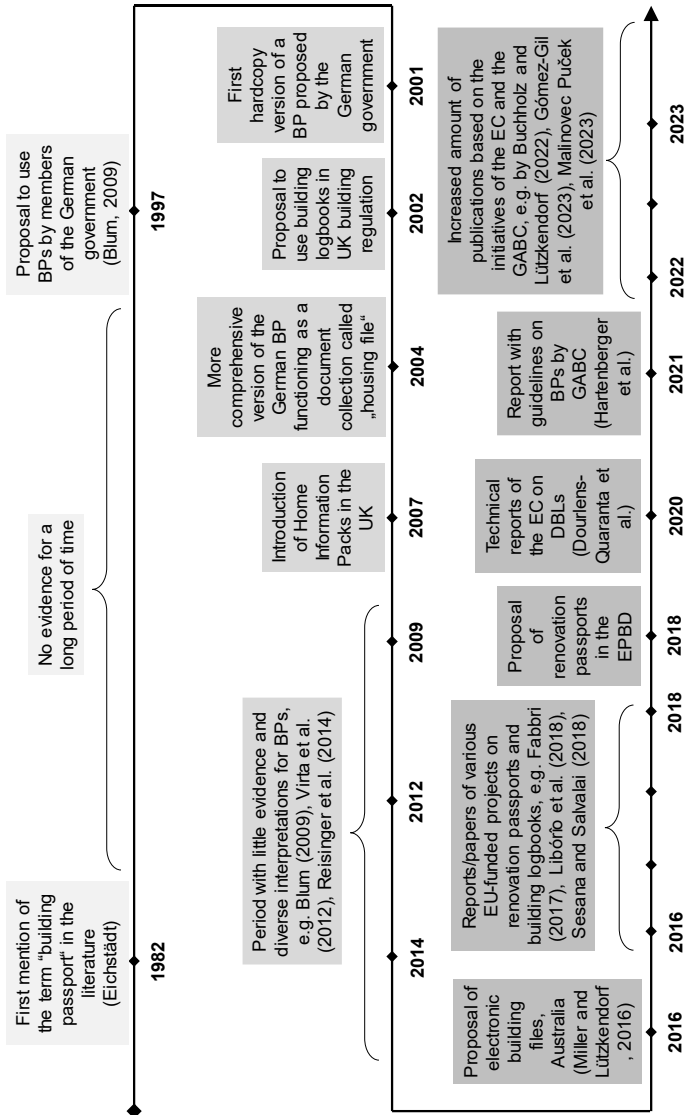 First mention of
the term "building
passport“ in the
literature
(Eichstädt)
1982
No evidence for a
long period of time
Proposal to use
BPs by members
of the German
government
(Blum, 2009)
1997
First
hardcopy
version of a
BP proposed
by the
German
government
2001
Proposal to
use building
logbooks in
UK building
regulation
2002
More
comprehensive
version of the
German BP
functioning as a
document
collection called
„housing file“
2004
Introduction
of Home
Information
Packs in the
UK
2007
Period with little evidence and
diverse interpretations for BPs,
e.g. Blum (2009), Virta et al.
(2012), Reisinger et al. (2014)
2009
2012
2014
Proposal of
electronic
building
files,
Australia
(Miller and
Lützkendorf
, 2016)
2016
Reports/papers of various
EU-funded projects on
renovation passports and
building logbooks, e.g. Fabbri
(2017), Libório et al. (2018),
Sesana and Salvalai (2018)
2016
2018
Proposal
of
renovation
passports
in the
EPBD
2018
Technical
reports of
the EC on
DBLs
(Dourlens-
Quaranta et
al.)
2020
Report with
guidelines on
BPs by
GABC
(Hartenberger
et al.)
2021
Increased amount of
publications based on the
initiatives of the EC and the
GABC, e.g. by Buchholz and
Lützkendorf (2022), Gómez-Gil
et al. (2023), Malinovec Puček
et al. (2023)
2022
2023